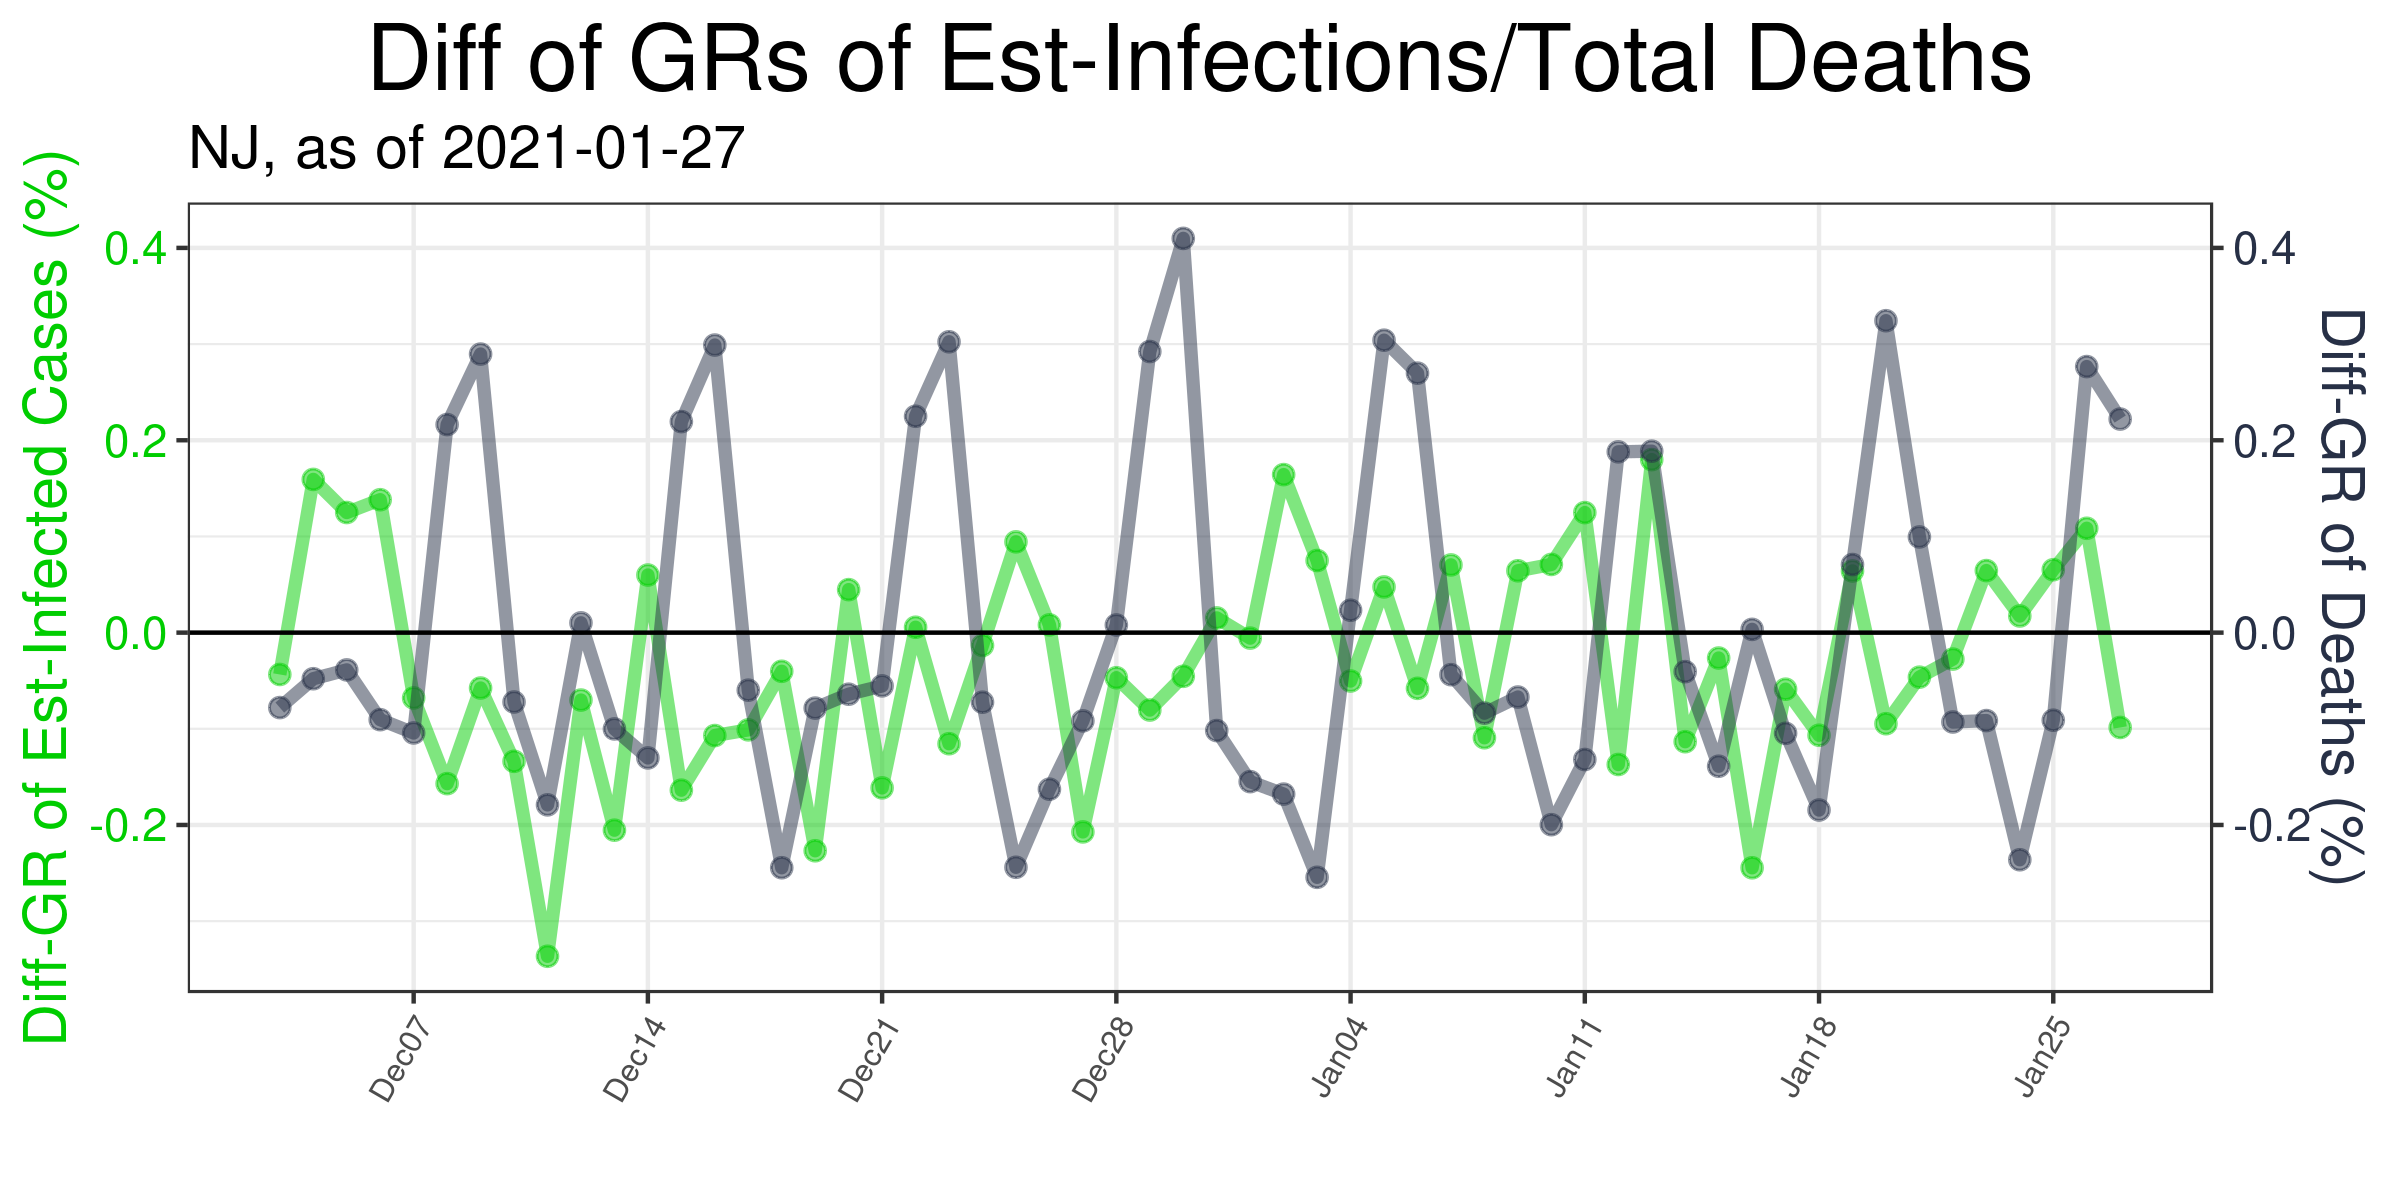 Diff of GRs of Est-Infections/Total Deaths
NJ, as of 2021-01-27
Diff-GR of Est-Infected Cases (%)
0.4
0.2
0.0
-0.2
0.4
0.2
0.0
-0.2
Diff-GR of Deaths (%)
Dec07
Dec14
Dec21
Dec28
Jan04
Jan11
Jan18
Jan25